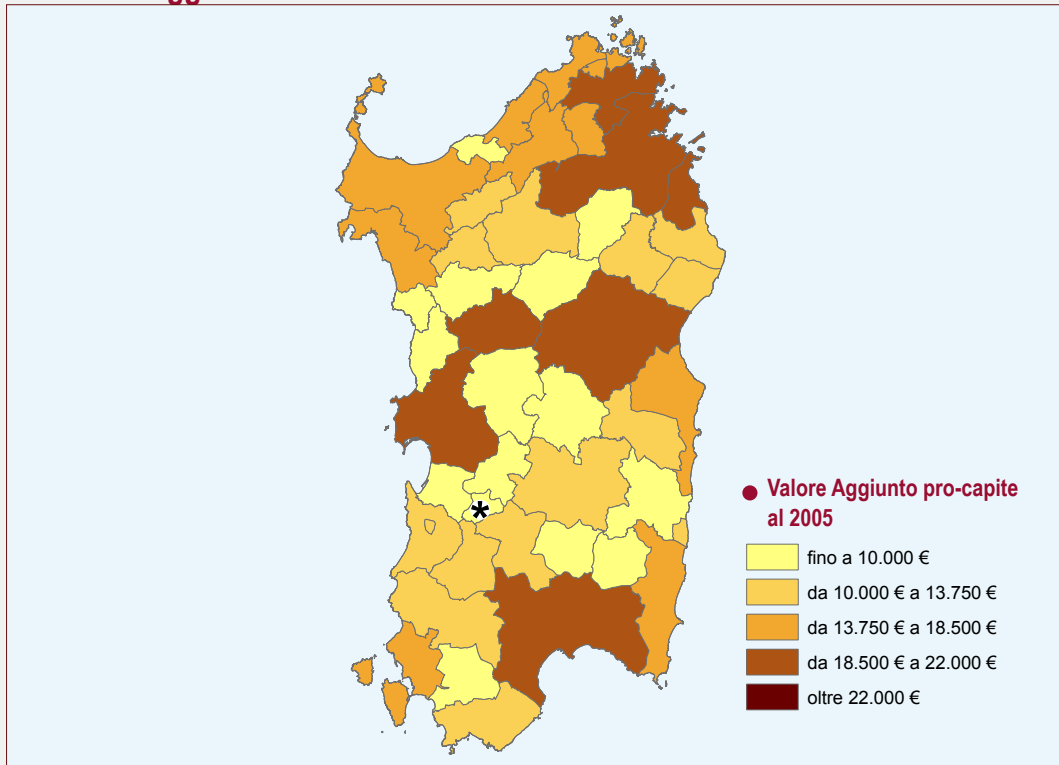 Valore Aggiunto pro-capite
al 2005
fino a 10.000 €
da 10.000 € a 13.750 €
da 13.750 € a 18.500 €
da 18.500 € a 22.000 €
oltre 22.000 €